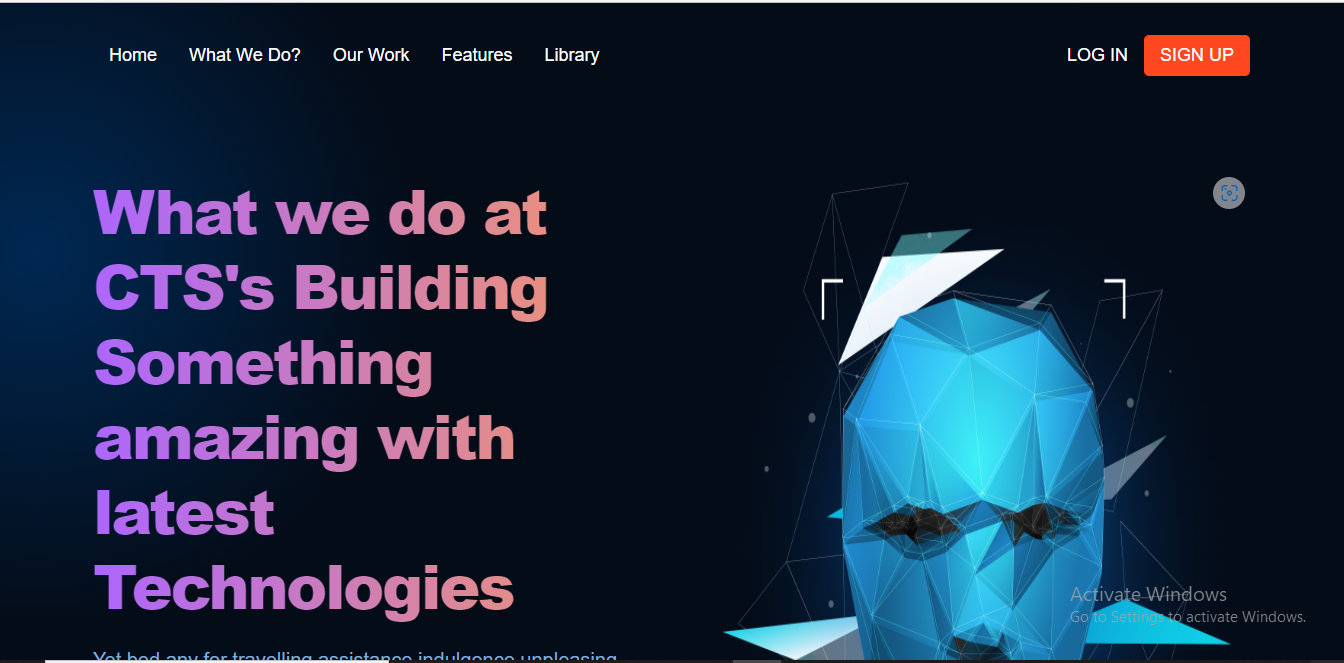 Home What We Do? Our Work Features Library LOG IN SIGN UP
What we do at
CTS's Building
Something
amazing with
latest
Technologies
Yet bed any for travelling assistance indulgence unpleasing
Activate Windows
Go to Settings to activate Windows.